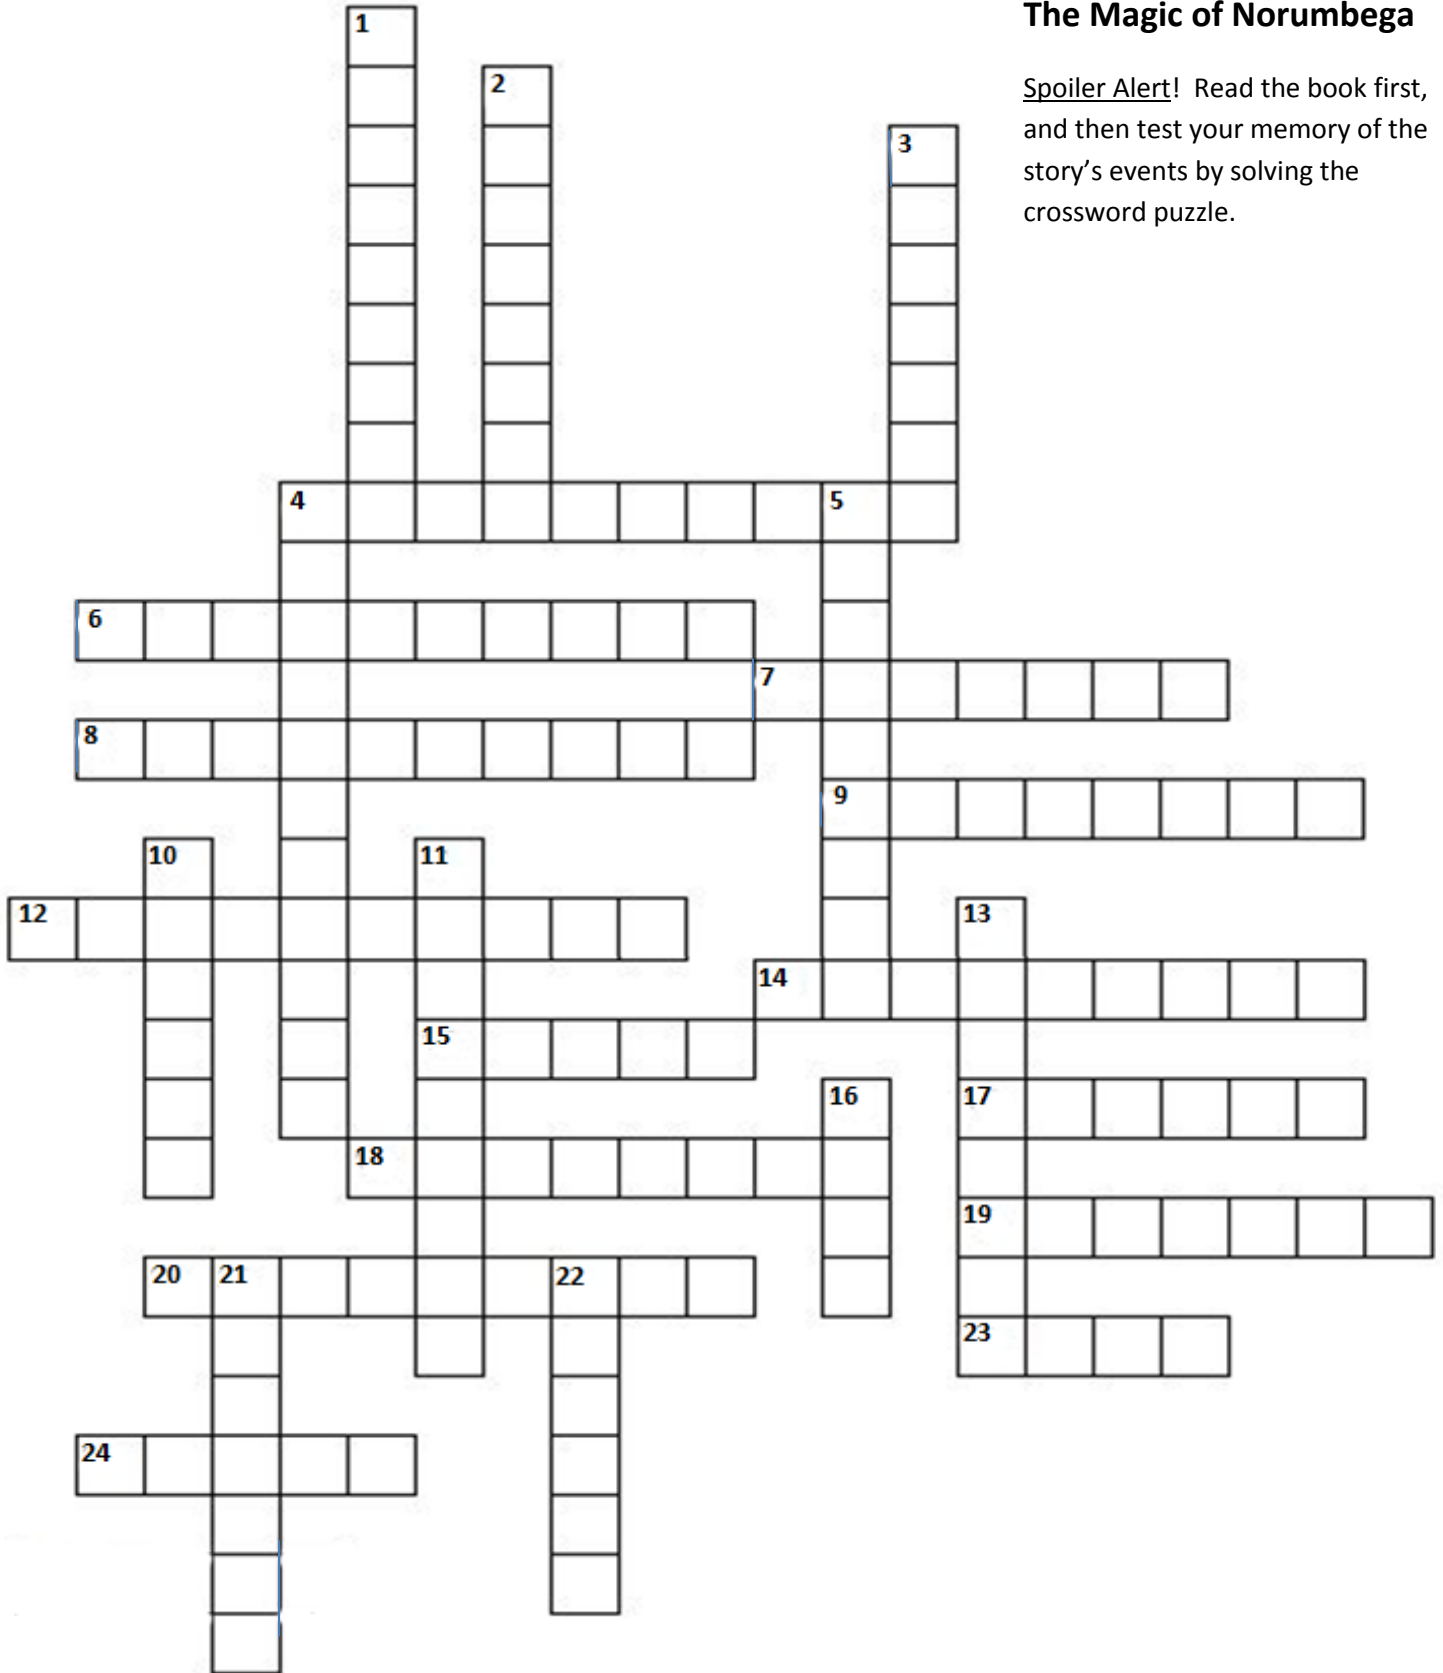 The Magic of Norumbega
Spoiler Alert!  Read the book first,
and then test your memory of the
story’s events by solving the
crossword puzzle.
1
2
3
4 5
6
7
8
9
10 11
12 13
14
15
16 17
18
19
20 21 22
23
24